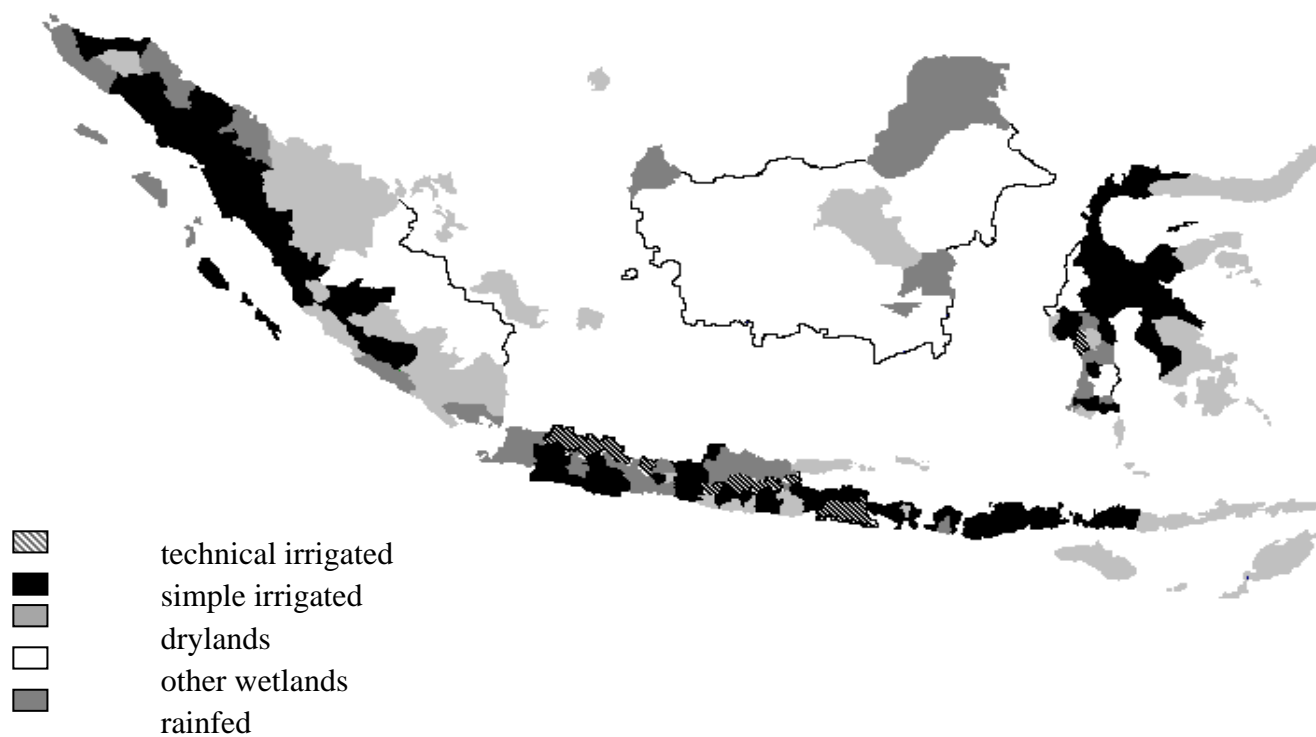 technical irrigated
simple irrigated
drylands
other wetlands
rainfed